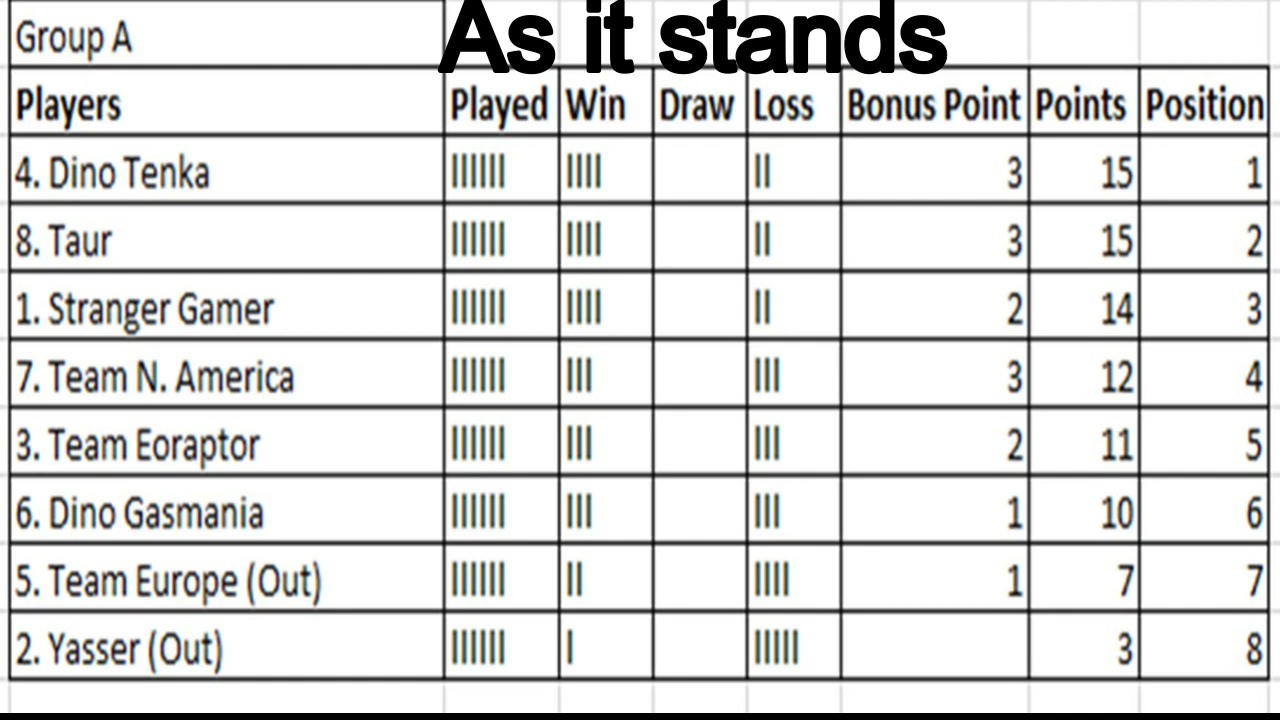 As it stands
Group A
Players Played Win Draw Loss Bonus Point Points Position
4. Dino Tenka IIIIII IIII II 3 15 1
8. Taur IIIIII IIII II 3 15 2
1. Stranger Gamer IIIIII IIII II 2 14 3
7. Team N. America IIIIII III III 3 12 4
3. Team Eoraptor IIIIII III III 2 11 5
6. Dino Gasmania IIIIII III III 1 10 6
5. Team Europe (Out) IIIIII II IIII 1 7 7
2. Yasser (Out) IIIIII I IIIII 3 8